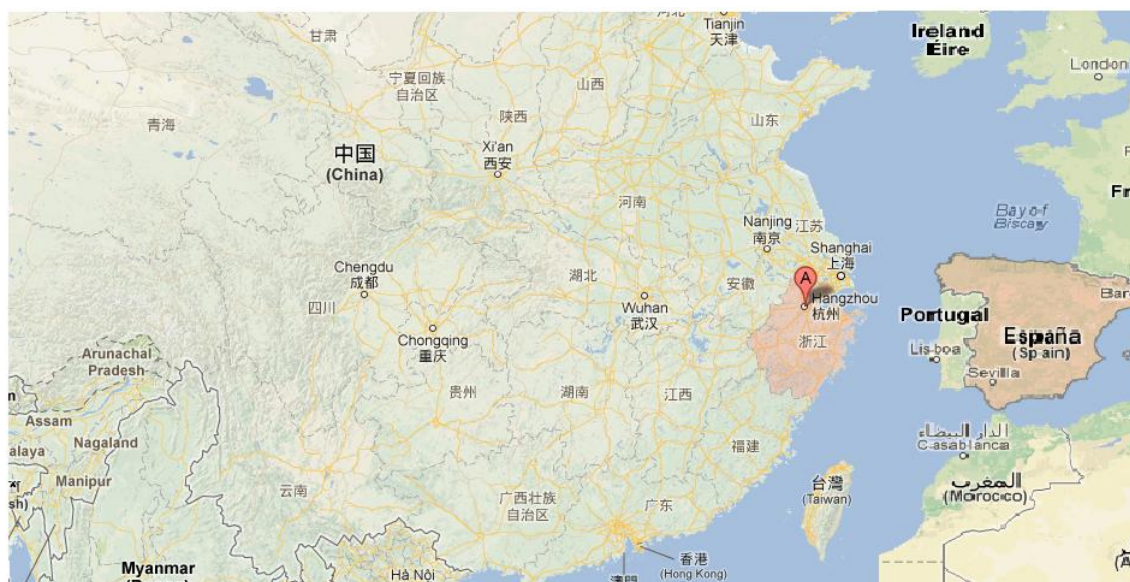 Tianjin
天津
甘肃
宁夏回族
自治区
山西
青海
陕西
山东
Xi'an
西安
中国
(China)
河南
Nanjing
南京
江苏
Shanghai
上海
Chengdu
成都
四川
湖北
安徽
A
Hangzhou
杭州
Wuhan
武汉
浙江
Chongqing
重庆
Arunachal
Pradesh
贵州
湖南
江西
Assam
Nagaland
Manipur
福建
云南
广西壮族
自治区
广东
台灣
(Taiwan)
香港
(Hong Kong)
Myanmar
Hà Nội
Ireland
Éire
London
Bay of
Biscay
Portugal
España
(Spain)
Lisboa
Sevilla
الدار البيضاء
Casablanca
المغرب
(Morocco)